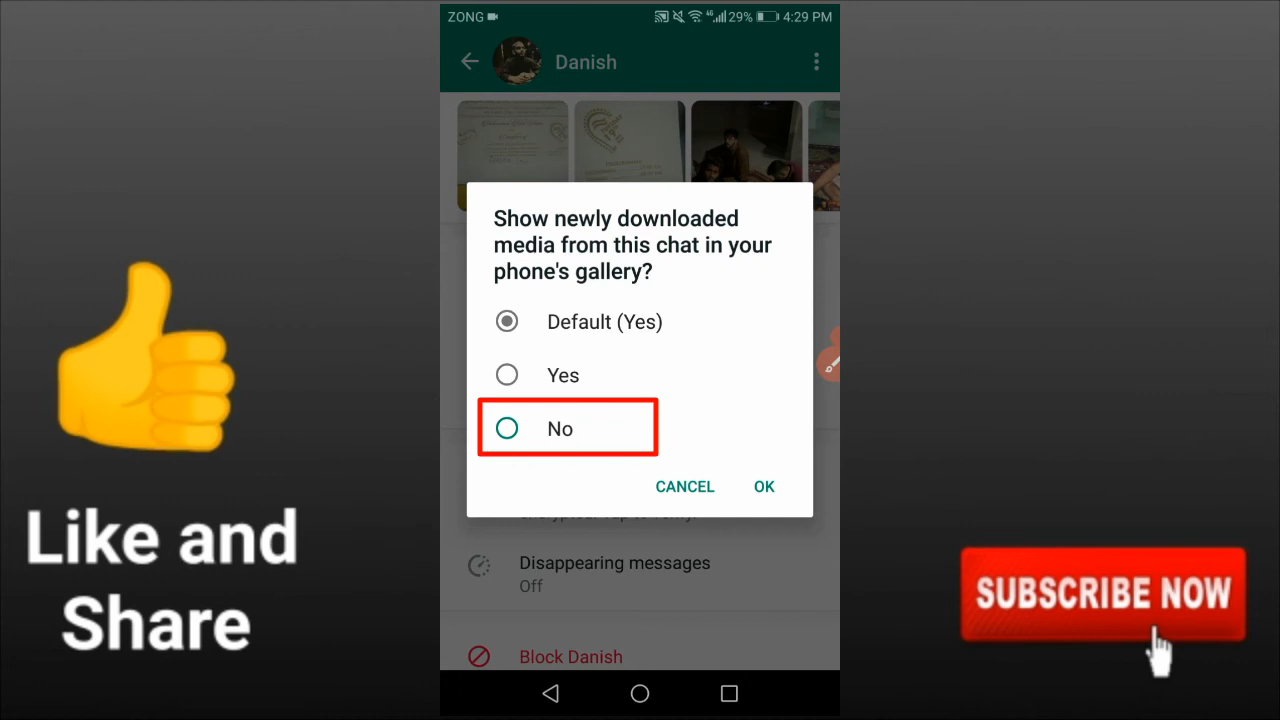 ZONG
4G
29%
4:29 PM
Danish
Show newly downloaded
media from this chat in your
phone's gallery?
Default (Yes)
Yes
No
CANCEL
OK
Disappearing messages
Off
Block Danish
Like and
Share
SUBSCRIBE NOW